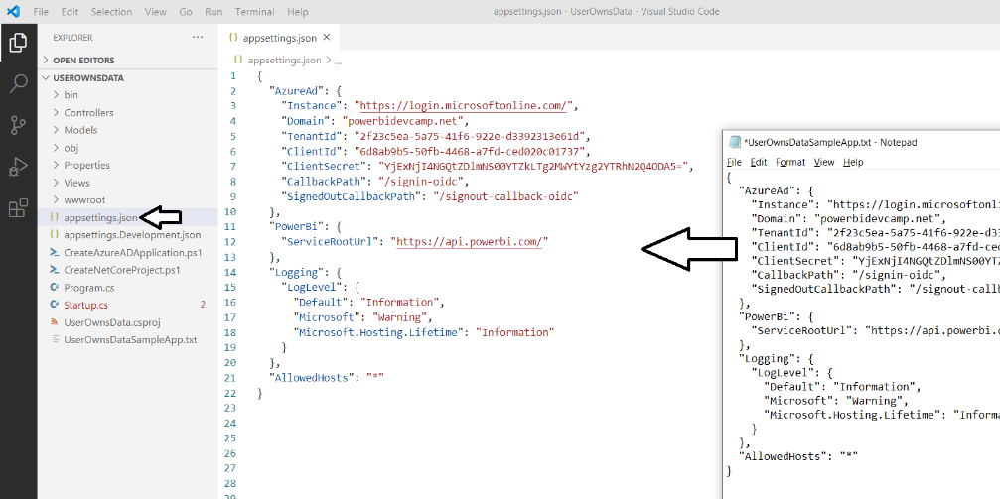 File Edit Selection View Go Run Terminal Help
appsettings.json - UserOwnsData - Visual Studio Code
EXPLORER
OPEN EDITORS
USEROWNSDATA
bin
Controllers
Models
obj
Properties
Views
wwwroot
{} appsettings.json
{} appsettings.Development.json
CreateAzureADApplication.ps1
CreateNetCoreProject.ps1
Program.cs
Startup.cs 2
UserOwnsData.csproj
UserOwnsDataSampleApp.txt
{} appsettings.json ×
{} appsettings.json > ...
1 {
2 "AzureAd": {
3 "Instance": "https://login.microsoftonline.com/",
4 "Domain": "powerbidevcamp.net",
5 "TenantId": "2f23c5ea-5a75-41f6-922e-d3392313e61d",
6 "ClientId": "6d8ab9b5-50fb-4468-a7fd-ced020c01737",
7 "ClientSecret": "YjExNjI4NGQtZDlmNS00YTZkLTg2MWYtYzg2YTRhN2Q4ODA5=",
8 "CallbackPath": "/signin-oidc",
9 "SignedOutCallbackPath": "/signout-callback-oidc"
10 },
11 "PowerBi": {
12 "ServiceRootUrl": "https://api.powerbi.com/"
13 },
14 "Logging": {
15 "LogLevel": {
16 "Default": "Information",
17 "Microsoft": "Warning",
18 "Microsoft.Hosting.Lifetime": "Information"
19 }
20 },
21 "AllowedHosts": "*"
22 }
23
24
25
26
27
28
29
*UserOwnsDataSampleApp.txt - Notepad
File Edit Format View Help
{
"AzureAd": {
"Instance": "https://login.microsoftonli
"Domain": "powerbidevcamp.net",
"TenantId": "2f23c5ea-5a75-41f6-922e-d33
"ClientId": "6d8ab9b5-50fb-4468-a7fd-ced
"ClientSecret": "YjExNjI4NGQtZDlmNS00YTZ
"CallbackPath": "/signin-oidc",
"SignedOutCallbackPath": "/signout-callb
},
"PowerBi": {
"ServiceRootUrl": "https://api.powerbi.c
},
"Logging": {
"LogLevel": {
"Default": "Information",
"Microsoft": "Warning",
"Microsoft.Hosting.Lifetime": "Informa
}
},
"AllowedHosts": "*"
}